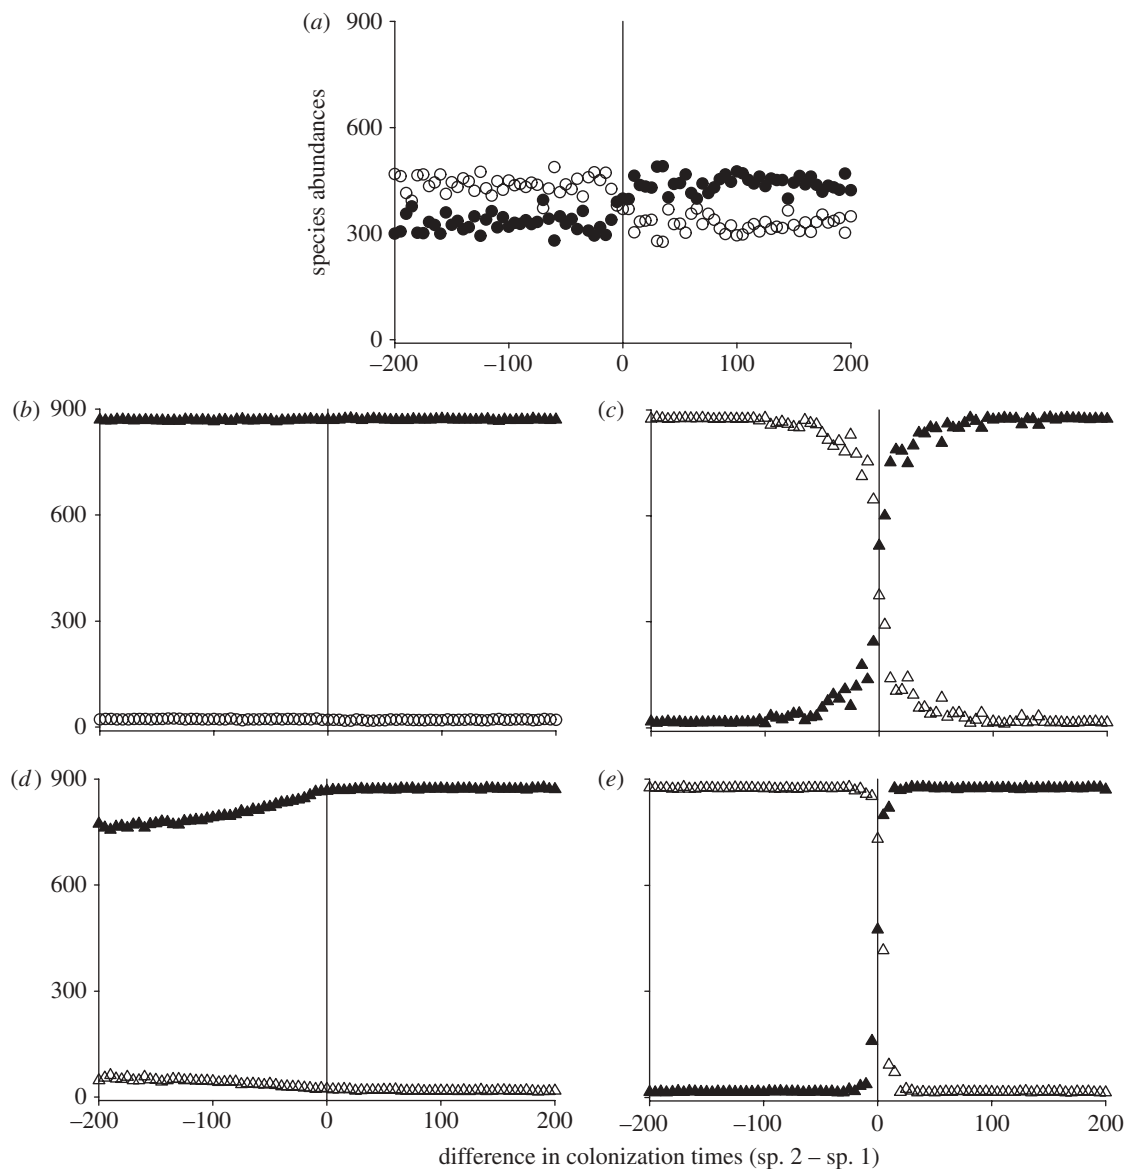 (a) 900
600
300
0
species abundances
–200 –100 0 100 200
(b) 900
600
300
0
(c)
(d) 900
600
300
0
–200 –100 0 100 200
(e)
–200 –100 0 100 200
difference in colonization times (sp. 2 – sp. 1)